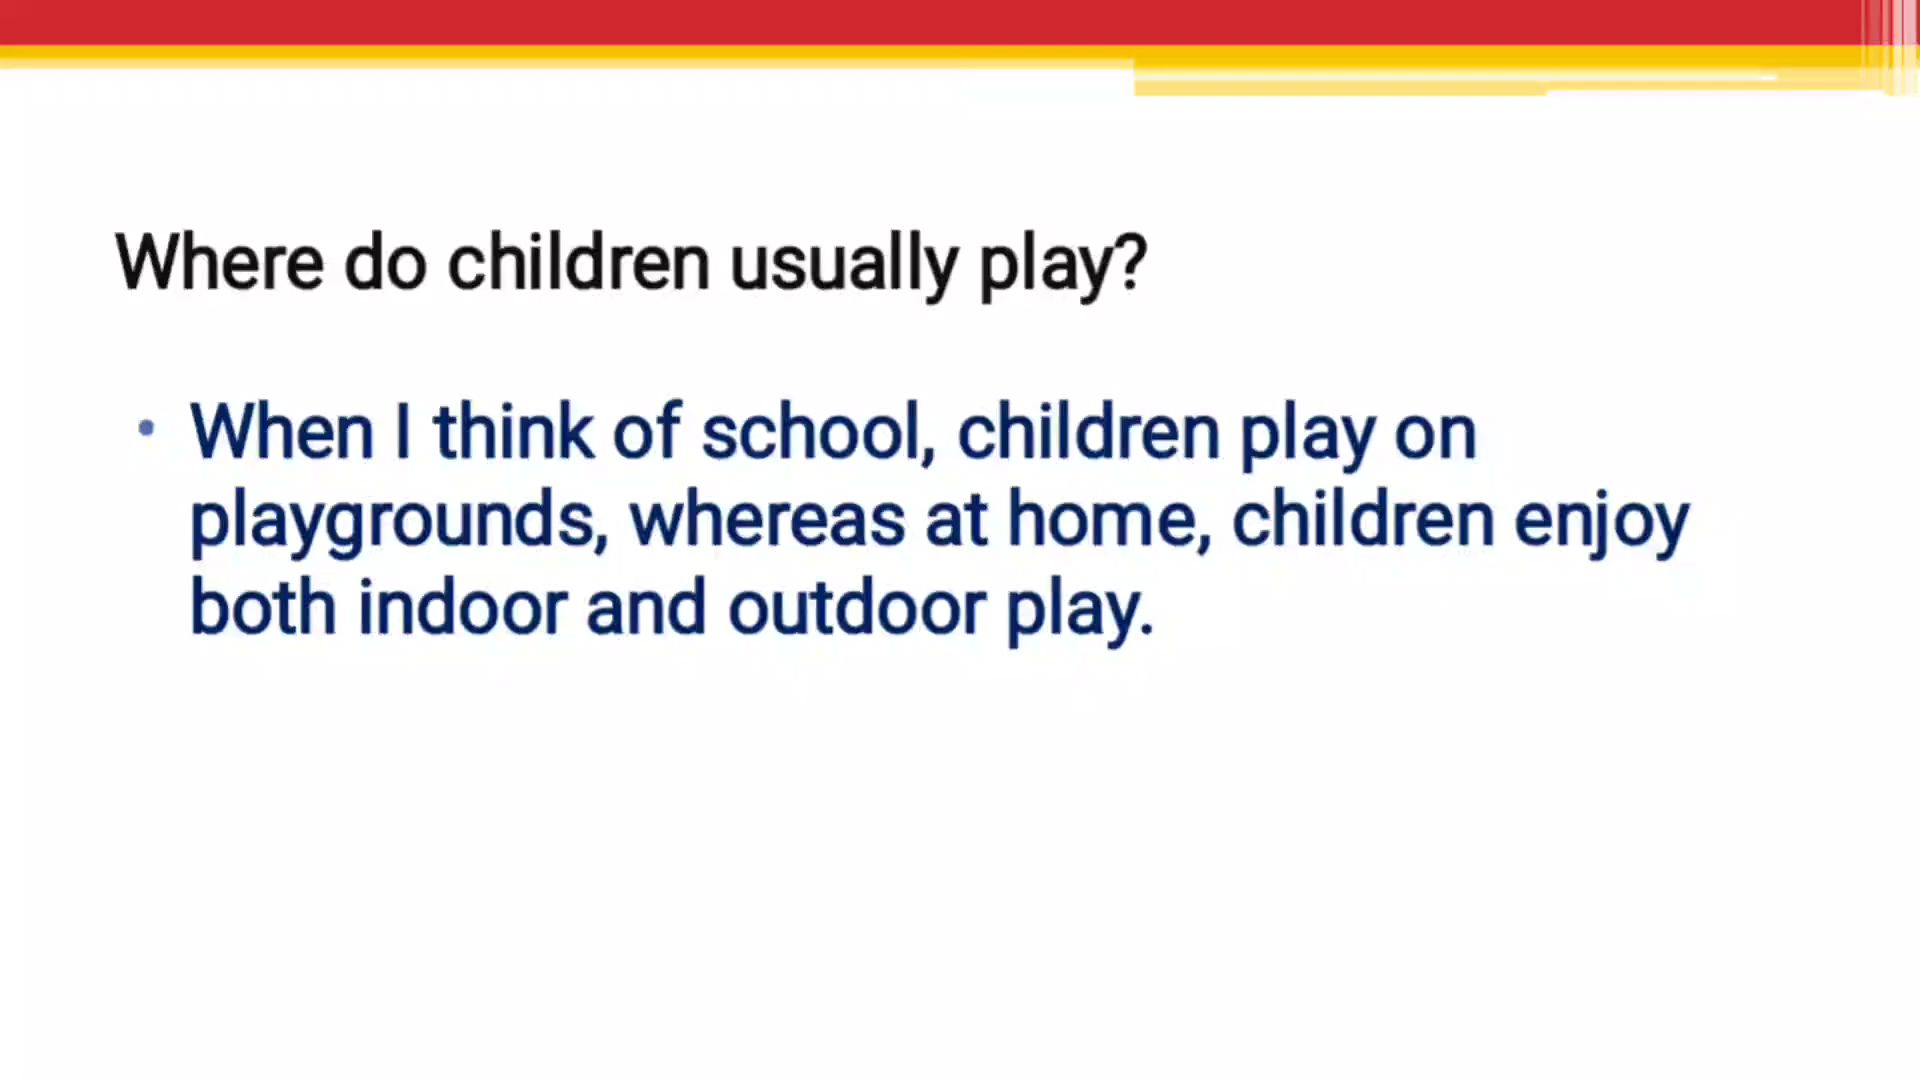 Where do children usually play?
• When I think of school, children play on
playgrounds, whereas at home, children enjoy
both indoor and outdoor play.